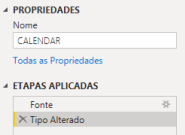 PROPRIEDADES
Nome
CALENDAR
Todas as Propriedades
ETAPAS APLICADAS
Fonte
Tipo Alterado